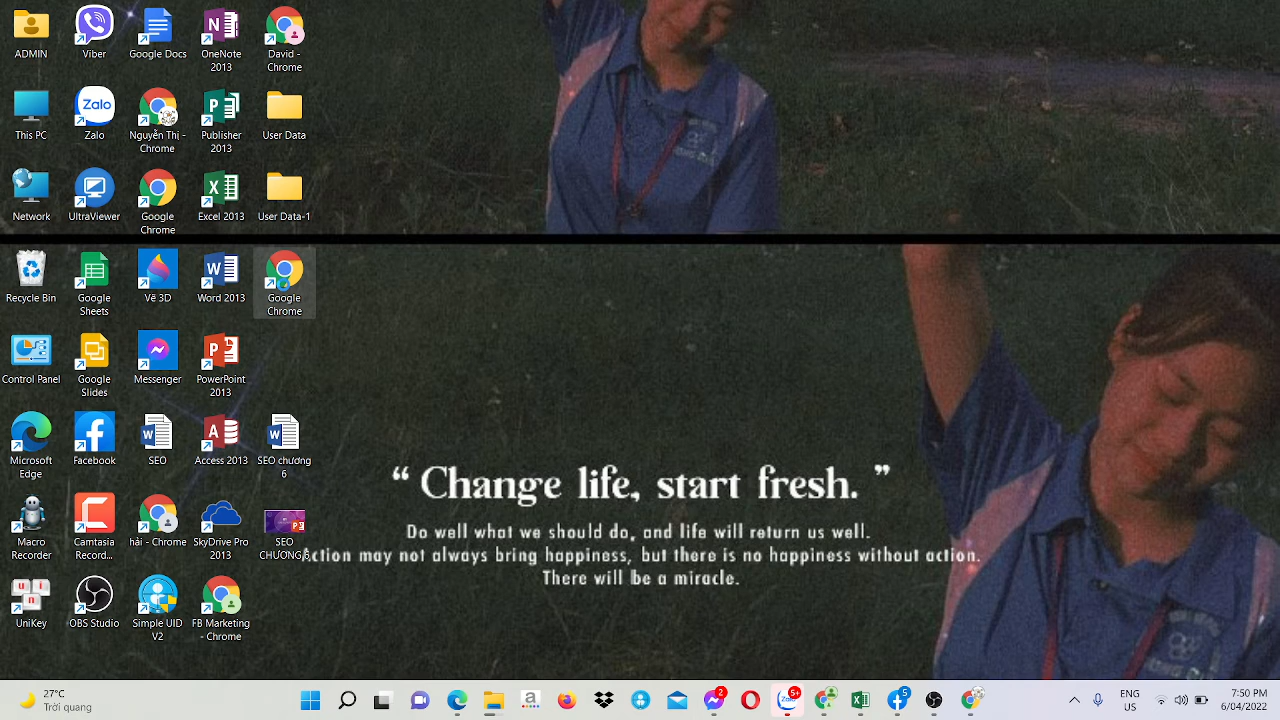 ADMIN
Viber
Google Docs
OneNote 2013
David - Chrome
This PC
Zalo
Zalo
Nguyễn Thị - Chrome
Publisher 2013
User Data
Network
UltraViewer
Google Chrome
Excel 2013
User Data-1
Recycle Bin
Google Sheets
Vẽ 3D
Word 2013
Google Chrome
Control Panel
Google Slides
Messenger
PowerPoint 2013
Microsoft Edge
Facebook
SEO
Access 2013
SEO chương 6
Macro Recorder
Camtasia Record...
hải - Chrome
SkyDrive Pro 2013
SEO CHƯƠNG
UniKey
OBS Studio
Simple UID V2
FB Marketing - Chrome
“ Change life, start fresh. ”
Do well what we should do, and life will return us well.
Action may not always bring happiness, but there is no happiness without action.
There will be a miracle.
27°C
Trời quang
2
Zalo
5+
5
ENG
US
7:50 PM
6/04/2022